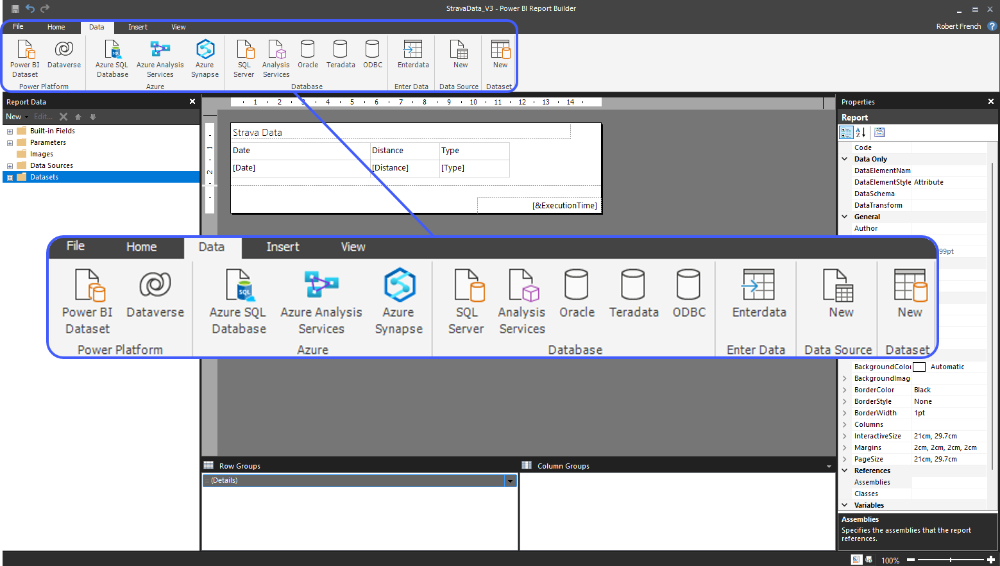 StravaData_V3 - Power BI Report Builder
File Home Data Insert View
Robert French ?
Power BI Dataset
Dataverse
Power Platform
Azure SQL Database
Azure Analysis Services
Azure Synapse
Azure
SQL Server
Analysis Services
Oracle
Teradata
ODBC
Database
Enterdata
Enter Data
New
Data Source
New
Dataset
Report Data
New Edit...
Built-in Fields
Parameters
Images
Data Sources
Datasets
1 2 3 4 5 6 7 8 9 10 11 12 13 14
1
2
Strava Data
Date Distance Type
[Date] [Distance] [Type]
[&ExecutionTime]
File Home Data Insert View
Power BI Dataset
Dataverse
Power Platform
SQL
Azure SQL Database
Azure Analysis Services
Azure Synapse
Azure
SQL Server
Analysis Services
Oracle
Teradata
ODBC
Database
Enterdata
Enter Data
New
Data Source
New
Dataset
Row Groups
(Details)
Column Groups
Properties
Report
Code
Data Only
DataElementNam
DataElementStyle Attribute
DataSchema
DataTransform
General
Author
99pt
BackgroundColor Automatic
BackgroundImag
BorderColor Black
BorderStyle None
BorderWidth 1pt
Columns
InteractiveSize 21cm, 29.7cm
Margins 2cm, 2cm, 2cm, 2cm
PageSize 21cm, 29.7cm
References
Assemblies
Classes
Variables
Assemblies
Specifies the assemblies that the report
references.
100%